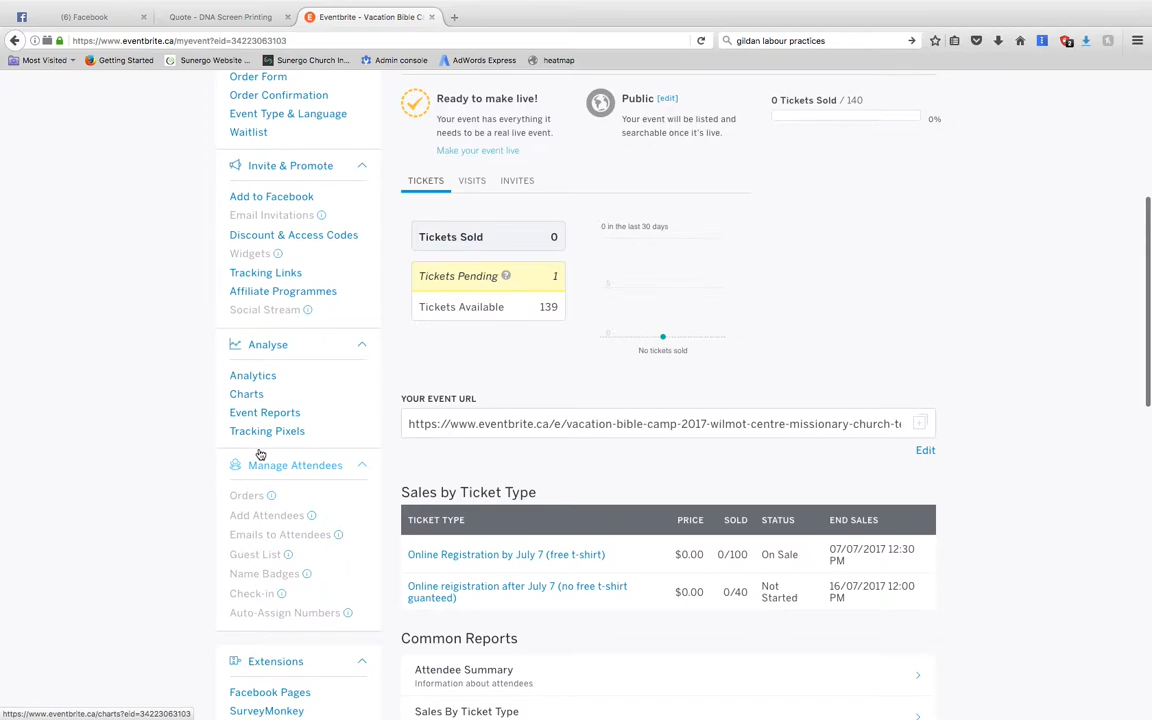 (6) Facebook
Quote - DNA Screen Printing
Eventbrite - Vacation Bible C
https://www.eventbrite.ca/myevent?eid=34223063103
gildan labour practices
Most Visited
Getting Started
Sunergo Website ...
Sunergo Church In...
Admin console
AdWords Express
heatmap
Order Form
Order Confirmation
Event Type & Language
Waitlist
Invite & Promote
Add to Facebook
Email Invitations
Discount & Access Codes
Widgets
Tracking Links
Affiliate Programmes
Social Stream
Analyse
Analytics
Charts
Event Reports
Tracking Pixels
Manage Attendees
Orders
Add Attendees
Emails to Attendees
Guest List
Name Badges
Check-in
Auto-Assign Numbers
Extensions
Facebook Pages
SurveyMonkey
https://www.eventbrite.ca/charts?eid=34223063103
Ready to make live!
Your event has everything it
needs to be a real live event.
Make your event live
Public [edit]
Your event will be listed and
searchable once it's live.
0 Tickets Sold / 140
0%
TICKETS VISITS INVITES
Tickets Sold 0
Tickets Pending ? 1
Tickets Available 139
0 in the last 30 days
0
No tickets sold
YOUR EVENT URL
https://www.eventbrite.ca/e/vacation-bible-camp-2017-wilmot-centre-missionary-church-te
Edit
Sales by Ticket Type
TICKET TYPE PRICE SOLD STATUS END SALES
Online Registration by July 7 (free t-shirt) $0.00 0/100 On Sale 07/07/2017 12:30
PM
Online reigistration after July 7 (no free t-shirt
guanteed) $0.00 0/40 Not
Started 16/07/2017 12:00
PM
Common Reports
Attendee Summary
Information about attendees
Sales By Ticket Type